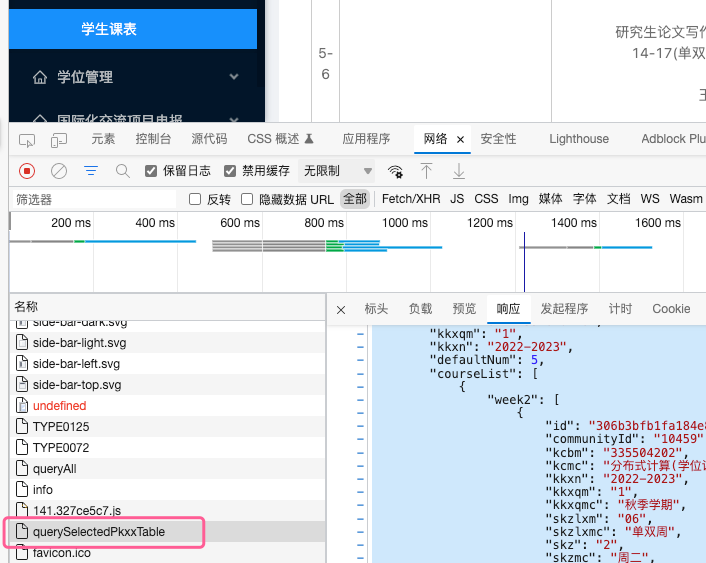 学生课表
学位管理
国际化交流项目申报
5-
6
研究生论文写作
14-17(单双
元素
控制台
源代码
CSS 概述
应用程序
网络
安全性
Lighthouse
Adblock Plu
保留日志
禁用缓存
无限制
筛选器
反转
隐藏数据 URL
全部
Fetch/XHR
JS
CSS
Img
媒体
字体
文档
WS
Wasm
200 ms
400 ms
600 ms
800 ms
1000 ms
1200 ms
1400 ms
1600 ms
名称
side-bar-dark.svg
side-bar-light.svg
side-bar-left.svg
side-bar-top.svg
undefined
TYPE0125
TYPE0072
queryAll
info
141.327ce5c7.js
querySelectedPkxxTable
favicon.ico
标头
负载
预览
响应
发起程序
计时
Cookie
"kkxqm": "1",
"kkxn": "2022-2023",
"defaultNum": 5,
"courseList": [
{
"week2": [
{
"id": "306b3bfb1fa184e8
"communityId": "10459"
"kcbm": "335504202",
"kcmc": "分布式计算(学位
"kkxn": "2022-2023",
"kkxqm": "1",
"kkxqmc": "秋季学期",
"skzlxm": "06",
"skzlxmc": "单双周",
"skz": "2",
"skzmc": "周二",